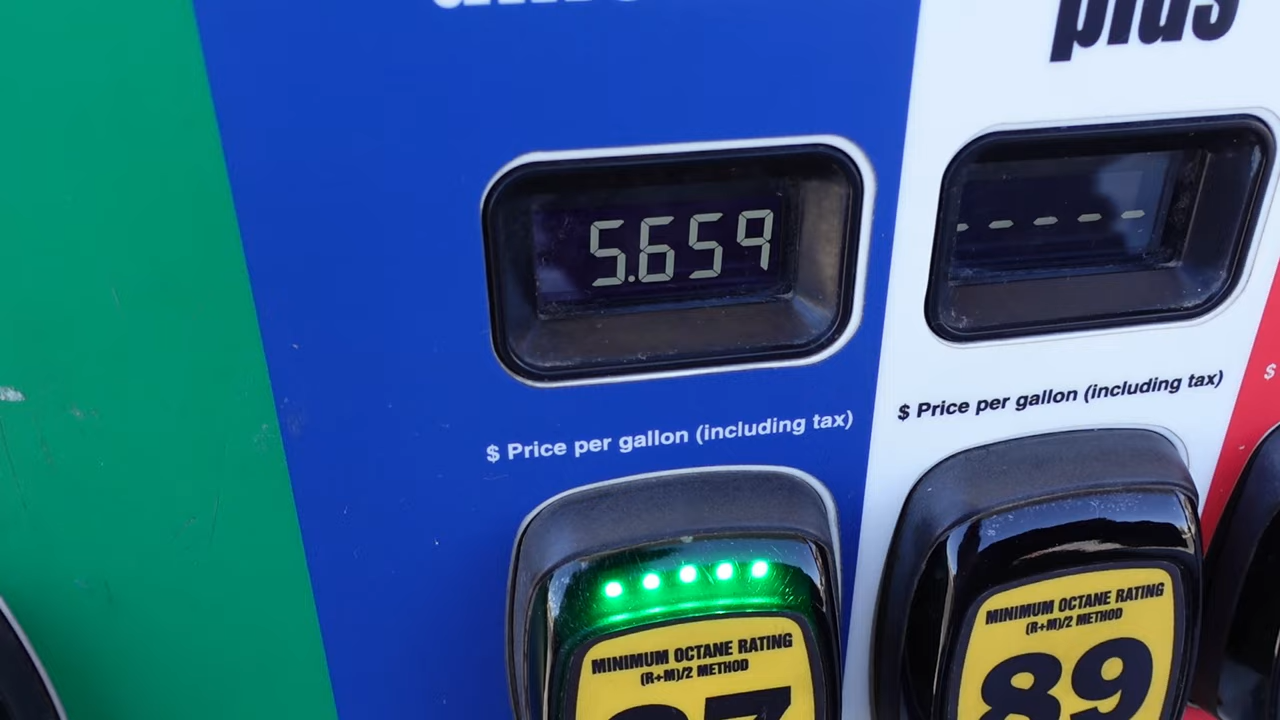 plus
5.659
-----
$ Price per gallon (including tax)
$ Price per gallon (including tax)
$
MINIMUM OCTANE RATING
(R+M)/2 METHOD
87
MINIMUM OCTANE RATING
(R+M)/2 METHOD
89